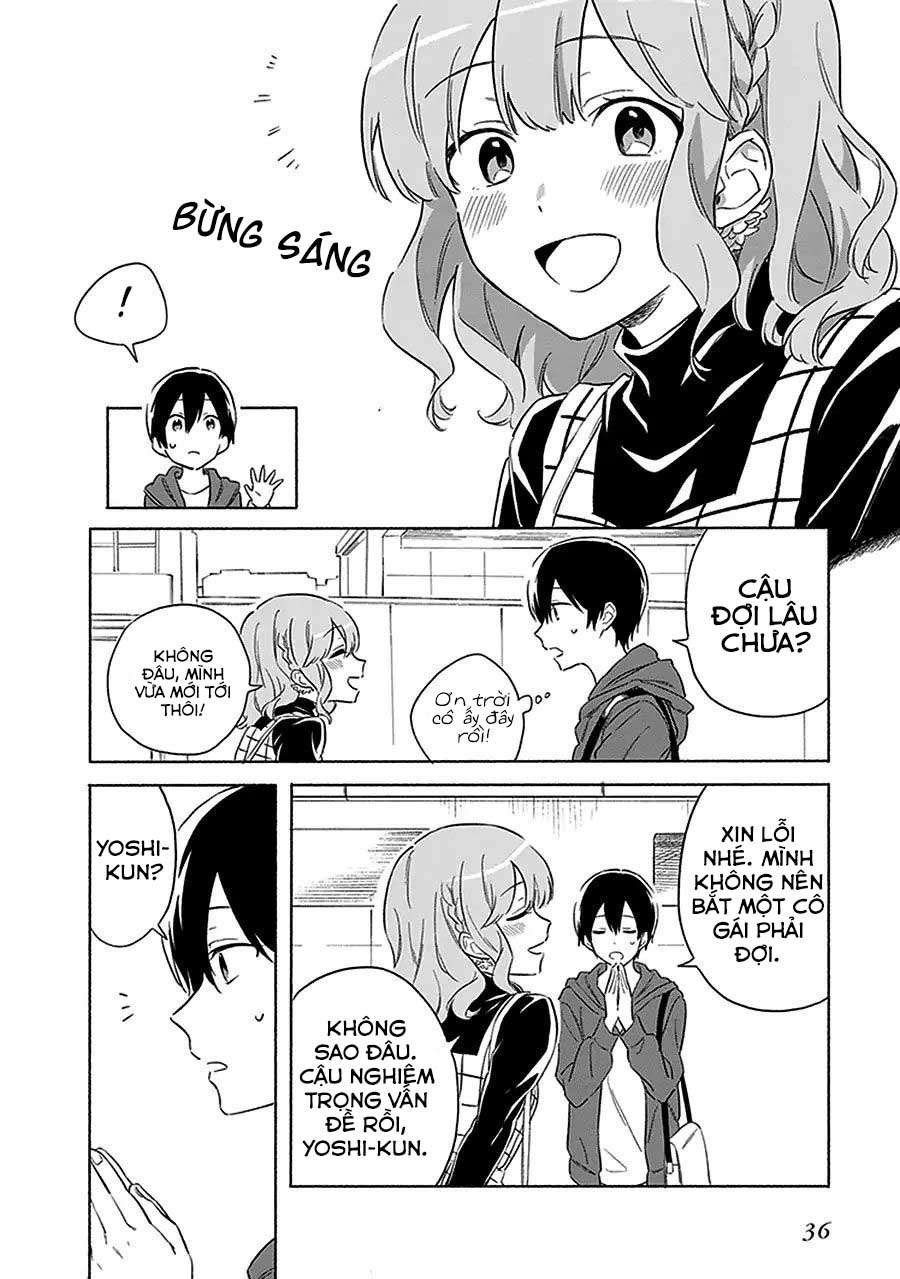 BỪNG SÁNG
!
CẬU
ĐỢI LÂU
CHƯA?
Ơn trời
cô ấy đây
rồi!
KHÔNG
ĐÂU, MÌNH
VỪA MỚI TỚI
THÔI!
XIN LỖI
NHÉ. MÌNH
KHÔNG NÊN
BẮT MỘT CÔ
GÁI PHẢI
ĐỢI.
KHÔNG
SAO ĐÂU.
CẬU NGHIÊM
TRỌNG VẤN
ĐỀ RỒI,
YOSHI-KUN.
YOSHI-
KUN?
36